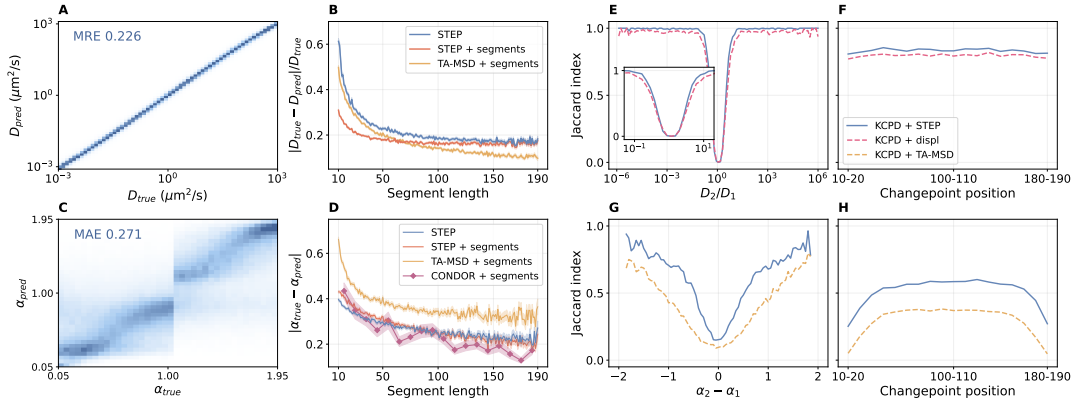 A
MRE 0.226
10³
10⁰
10⁻³
D_pred (μm²/s)
10⁻³
10⁰
10³
D_true (μm²/s)
B
STEP
STEP + segments
TA-MSD + segments
0.6
0.4
0.2
|D_true − D_pred|/D_true
10
50
100
150
190
Segment length
C
MAE 0.271
1.95
1.00
0.05
α_pred
0.05
1.00
1.95
α_true
D
STEP
STEP + segments
TA-MSD + segments
CONDOR + segments
0.6
0.4
0.2
|α_true − α_pred|
10
50
100
150
190
Segment length
E
1.0
0.5
0.0
Jaccard index
1
0
10⁻¹
10¹
10⁻⁶
10⁻³
10⁰
10³
10⁶
D₂/D₁
F
KCPD + STEP
KCPD + displ
KCPD + TA-MSD
10-20
100-110
180-190
Changepoint position
G
1.0
0.5
0.0
Jaccard index
−2
−1
0
1
2
α₂ − α₁
H
10-20
100-110
180-190
Changepoint position